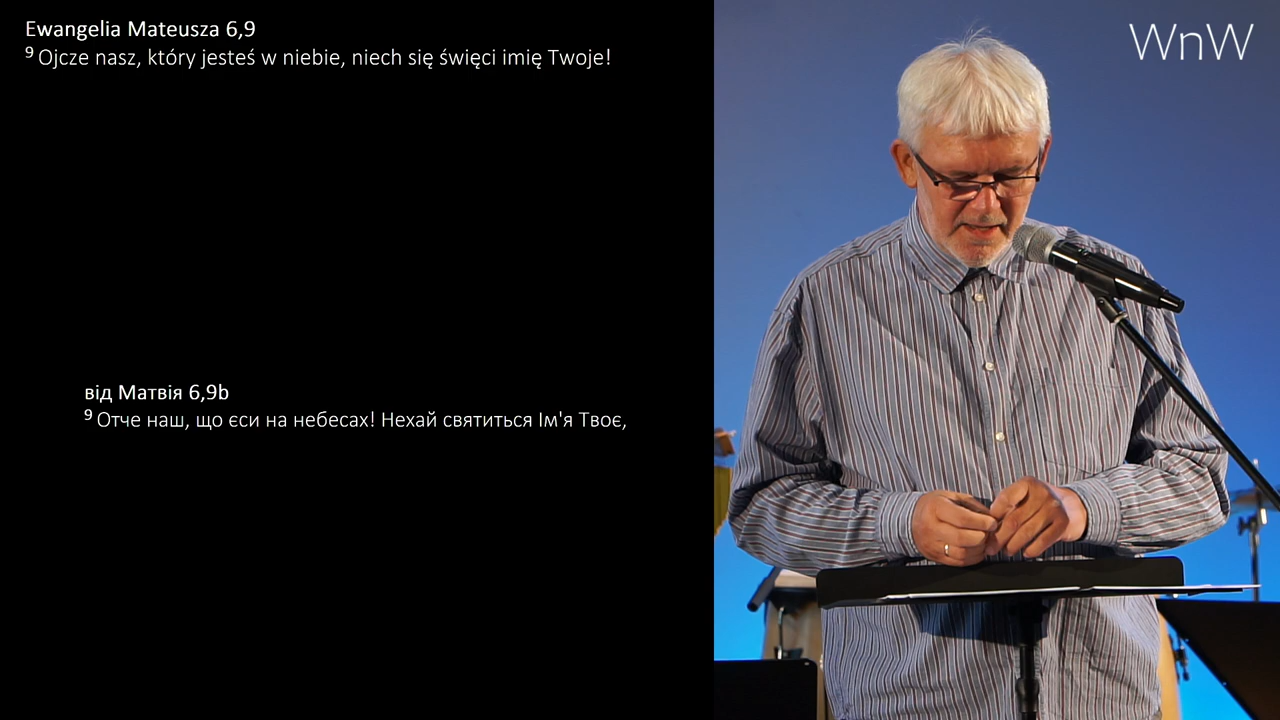 Ewangelia Mateusza 6,9
9 Ojcze nasz, który jesteś w niebie, niech się święci imię Twoje!
WnW
від Матвія 6,9b
9 Отче наш, що єси на небесах! Нехай святиться Ім'я Твоє,